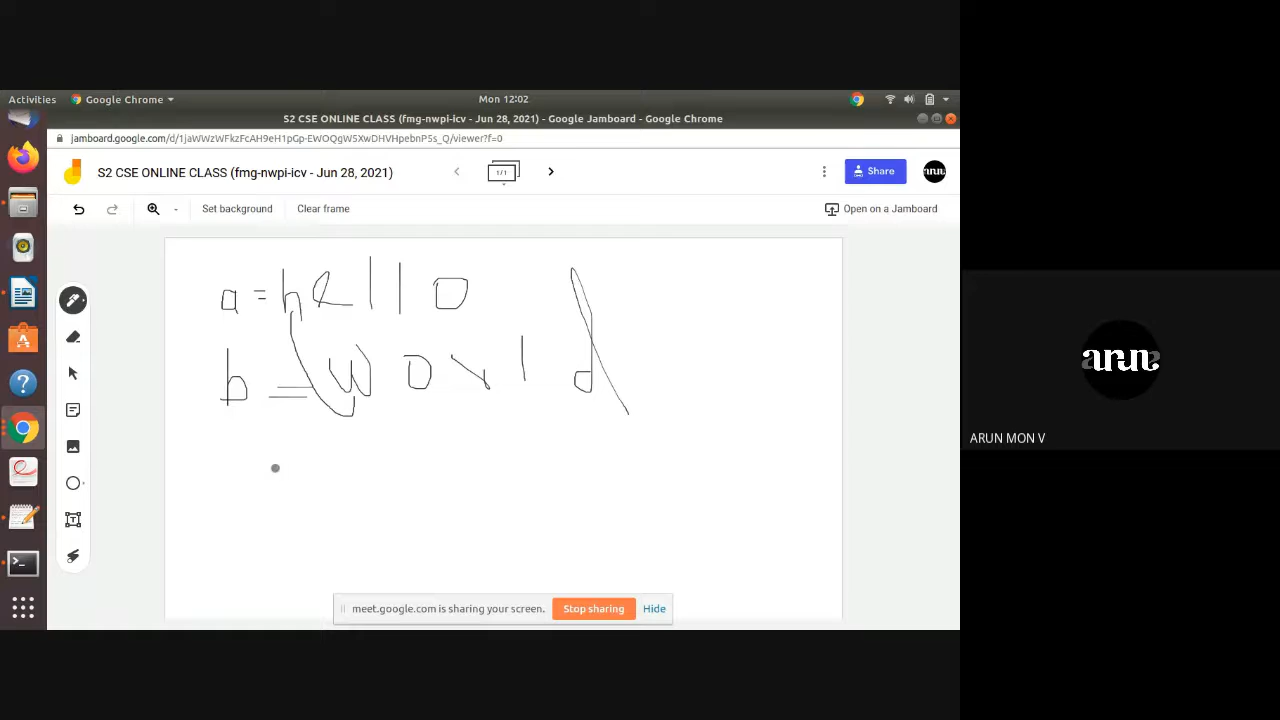 Activities Google Chrome Mon 12:02
S2 CSE ONLINE CLASS (fmg-nwpi-icv - Jun 28, 2021) - Google Jamboard - Google Chrome
jamboard.google.com/d/1jaWWzWFkzFcAH9eH1pGp-EWOQgW5XwDHVHpebnP5s_Q/viewer?f=0
S2 CSE ONLINE CLASS (fmg-nwpi-icv - Jun 28, 2021) 1/1 Share arun
Set background Clear frame Open on a Jamboard
a = hello
b = world
arun
ARUN MON V
meet.google.com is sharing your screen. Stop sharing Hide